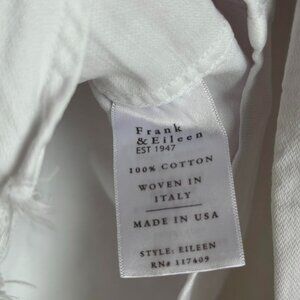 Frank
& Eileen
EST 1947
100% COTTON
WOVEN IN
ITALY
MADE IN USA
STYLE: EILEEN
RN# 117409